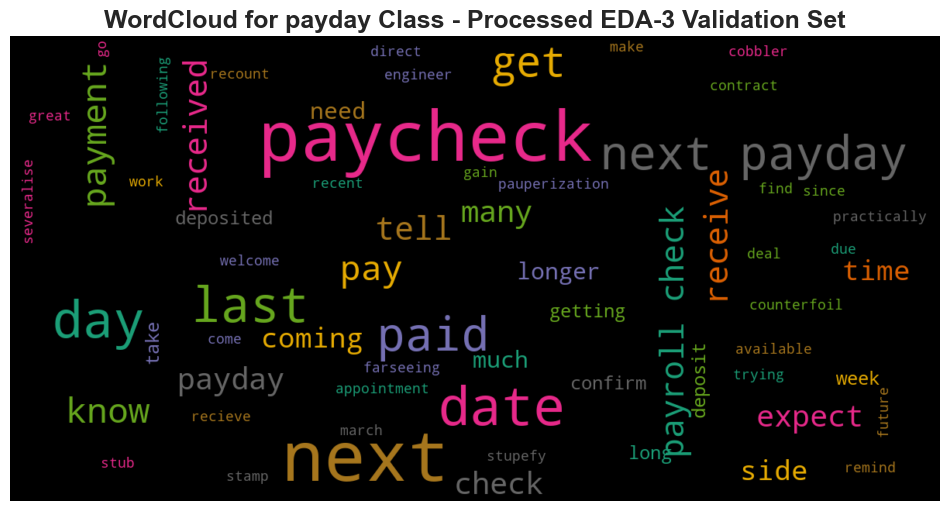 WordCloud for payday Class - Processed EDA-3 Validation Set
go
direct
make
cobbler
get
engineer
recount
contract
payment
following
received
great
need
paycheck
next payday
work
recent
gain
pauperization
find
since
severalise
deposited
many
practically
tell
payroll check
receive
due
deal
welcome
pay
longer
time
last
getting
counterfoil
day
take
come
coming
paid
much
available
farseeing
deposit
trying
payday
appointment
confirm
week
know
recieve
date
expect
future
march
next
stupefy
long
stub
stamp
check
side
remind